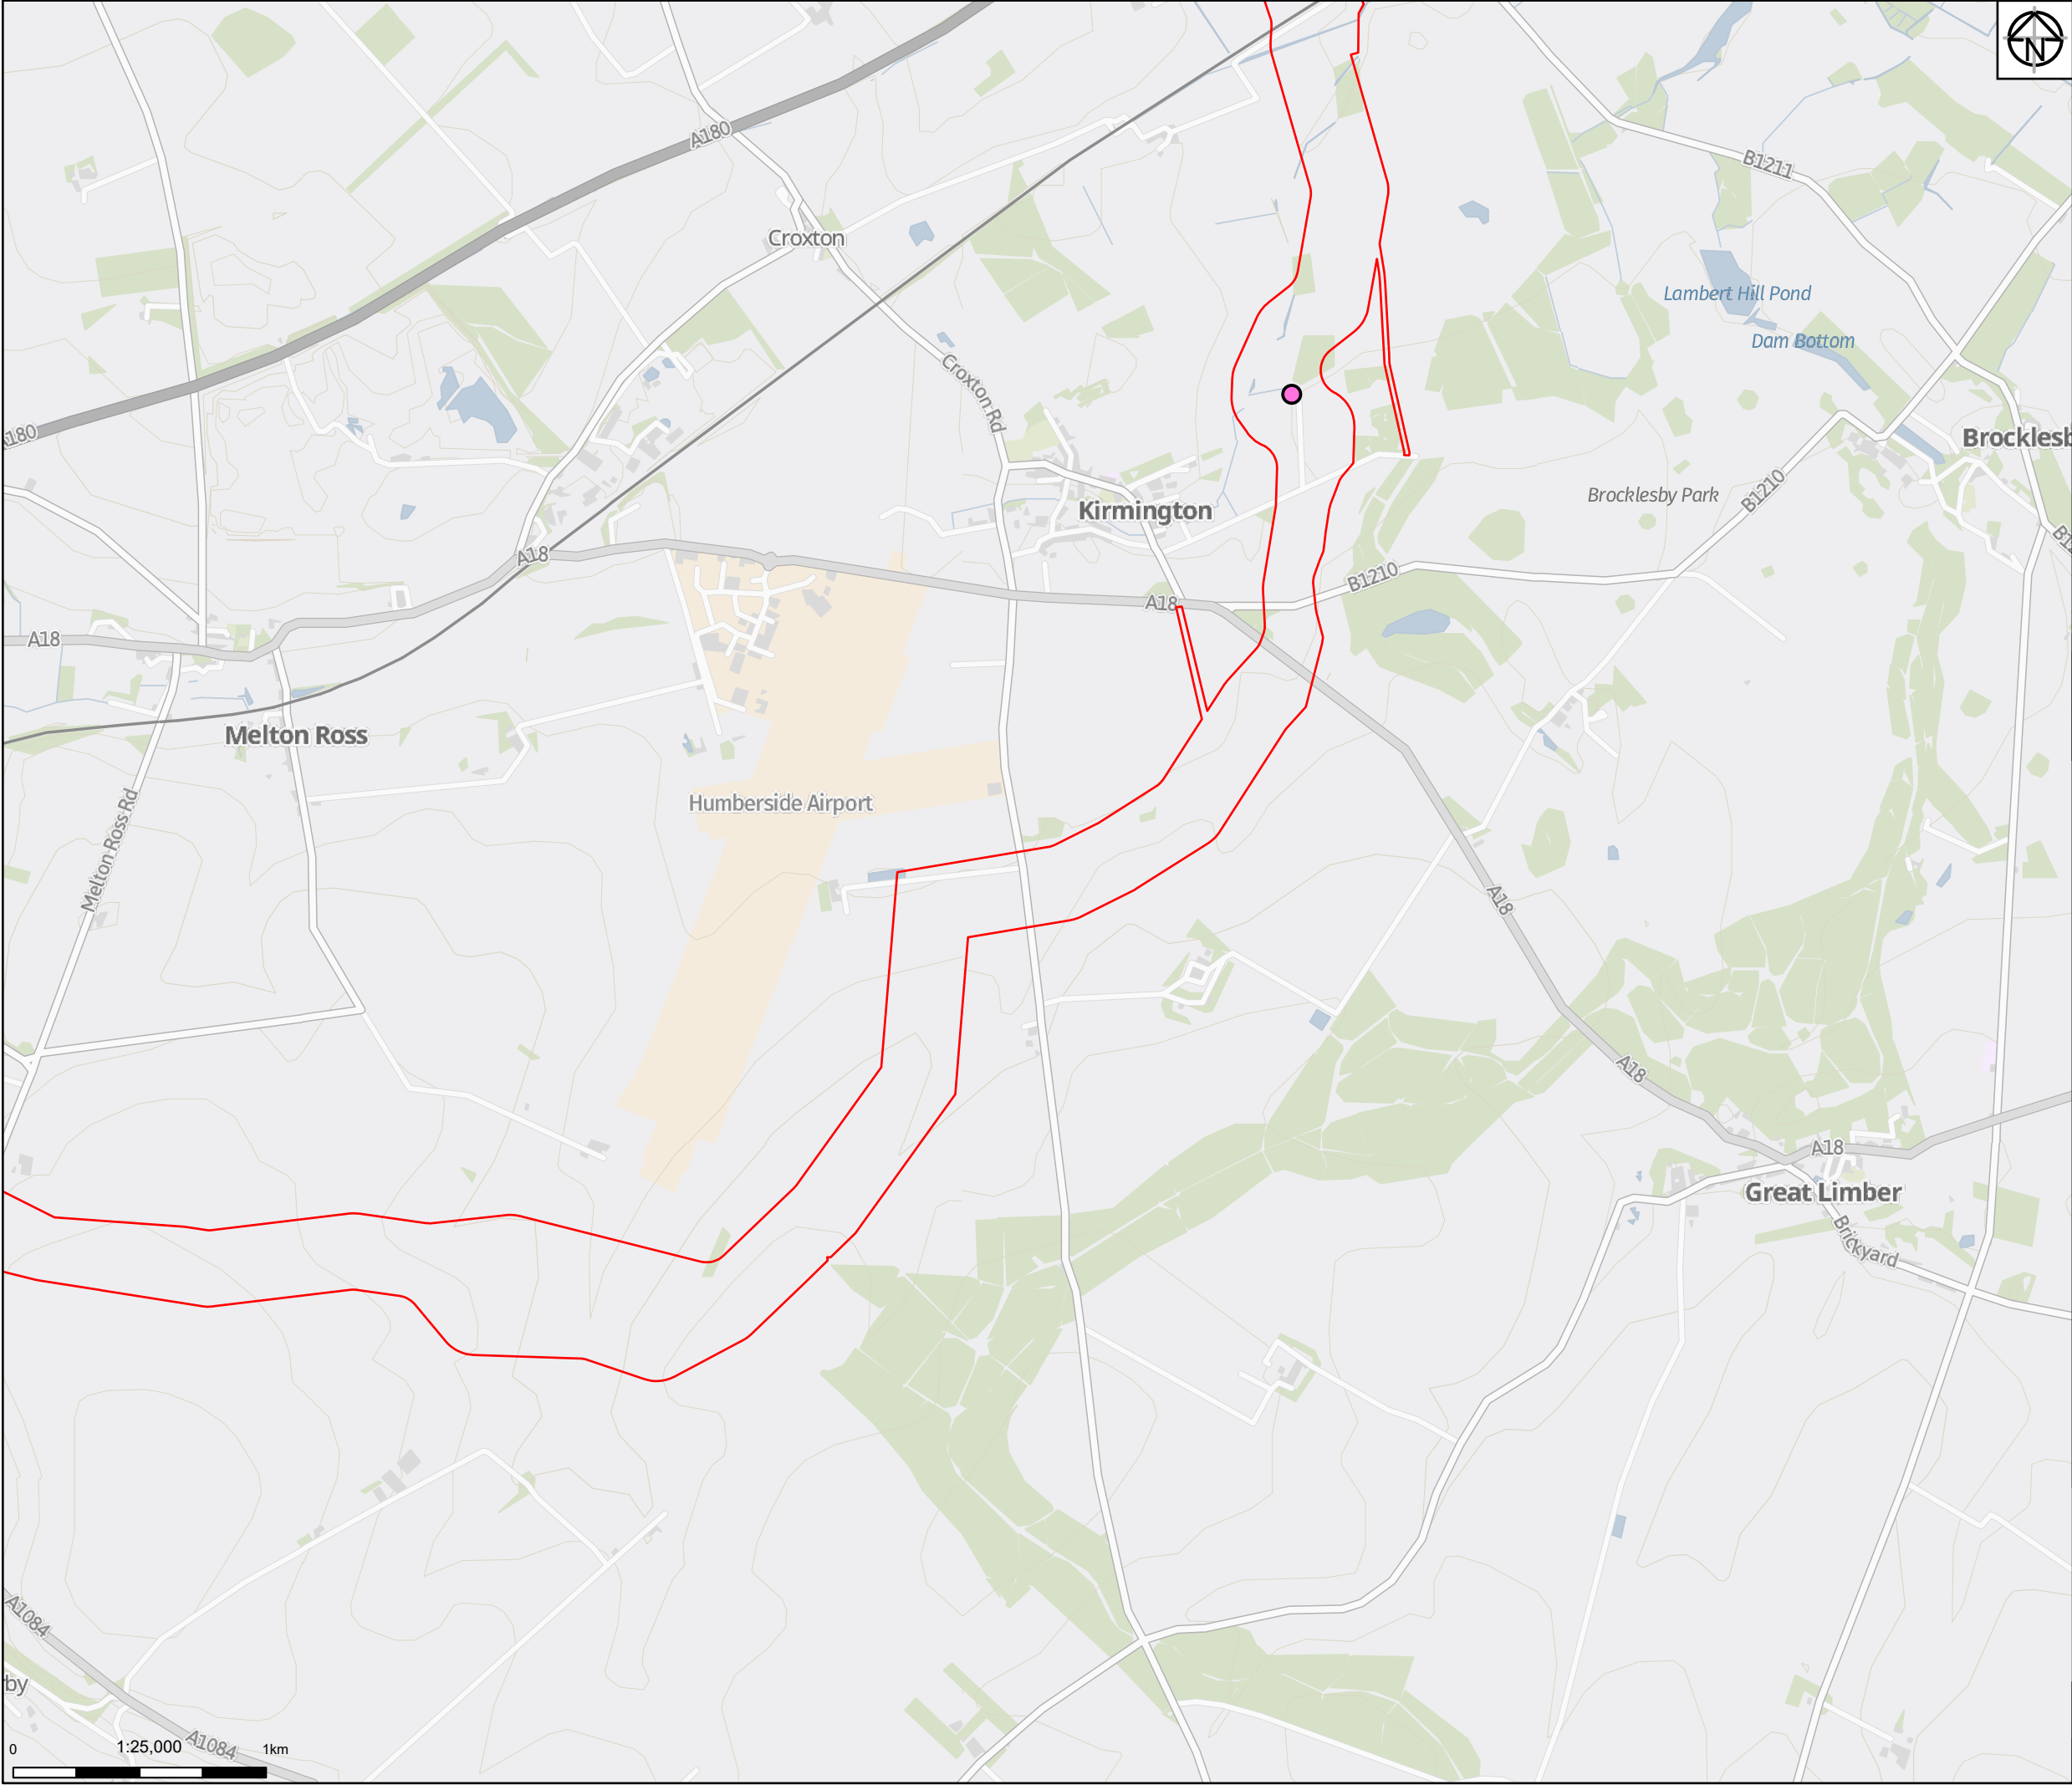 N
A180
B1211
Croxton
Lambert Hill Pond
Dam Bottom
Croxton Rd
A180
Brocklesb
Brocklesby Park
B1210
Kirmington
A18
B1210
B12
A18
A18
Melton Ross
Humberside Airport
Melton Ross Rd
A18
A18
A18
Great Limber
Brickyard
A1084
by
A1084
0
1:25,000
1km